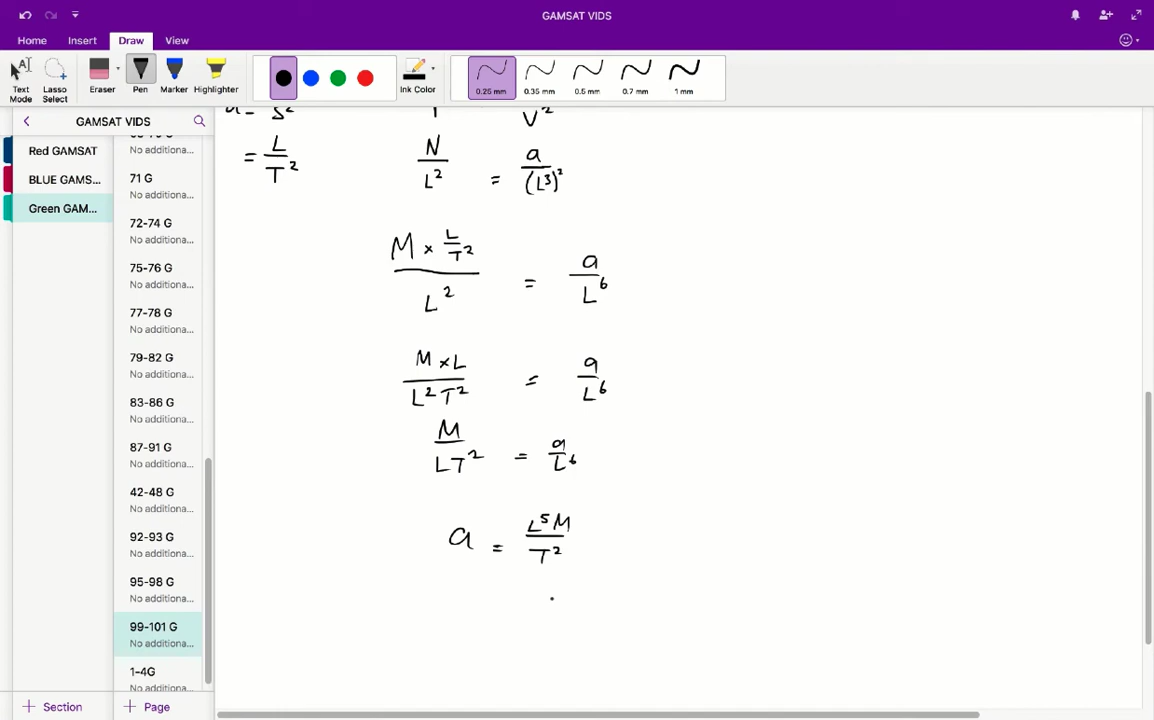 GAMSAT VIDS
Home Insert Draw View
Text Mode
Lasso Select
Eraser
Pen
Marker
Highlighter
Ink Color
0.25 mm
0.35 mm
0.5 mm
0.7 mm
1 mm
GAMSAT VIDS
Red GAMSAT
BLUE GAMS...
Green GAM...
No additiona...
71 G
No additiona...
72-74 G
No additiona...
75-76 G
No additiona...
77-78 G
No additiona...
79-82 G
No additiona...
83-86 G
No additiona...
87-91 G
No additiona...
42-48 G
No additiona...
92-93 G
No additiona...
95-98 G
No additiona...
99-101 G
No additiona...
1-4G
No additiona...
+ Section
+ Page
V²
= L/T²
N/L² = a/(L³)²
M × L/T² / L² = a/L⁶
M × L / L² T² = a/L⁶
M / LT² = a/L⁶
a = L⁵M / T²